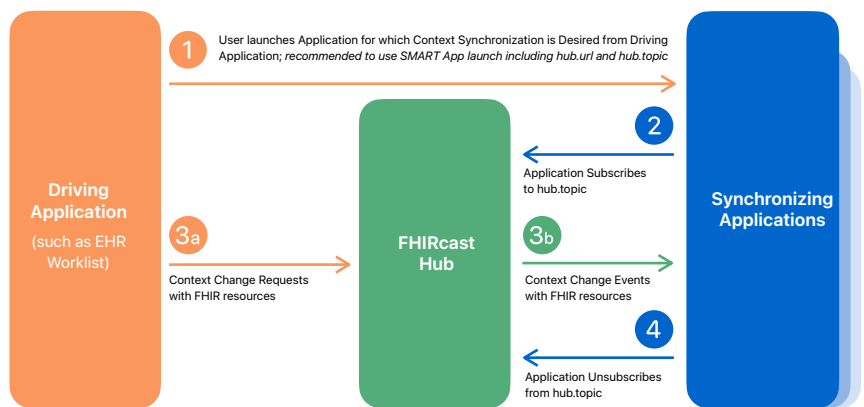 1
User launches Application for which Context Synchronization is Desired from Driving
Application; recommended to use SMART App launch including hub.url and hub.topic
2
Application Subscribes
to hub.topic
Driving
Application
(such as EHR
Worklist)
Synchronizing
Applications
3a
Context Change Requests
with FHIR resources
FHIRcast
Hub
3b
Context Change Events
with FHIR resources
4
Application Unsubscribes
from hub.topic